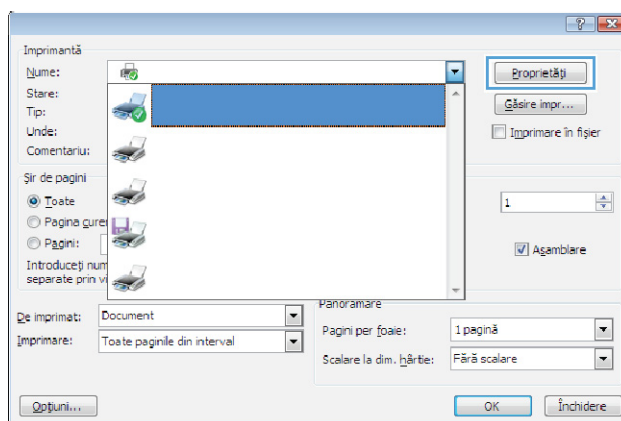 Imprimantă
Nume:
Proprietăți
Stare:
Găsire impr...
Tip:
Unde:
Imprimare în fișier
Comentariu:
Șir de pagini
Toate
1
Pagina curen
Pagini:
Asamblare
Introduceți num
separate prin vi
Panoramare
De imprimat: Document
Pagini per foaie: 1 pagină
Imprimare: Toate paginile din interval
Scalare la dim. hârtie: Fără scalare
Opțiuni...
OK
Închidere